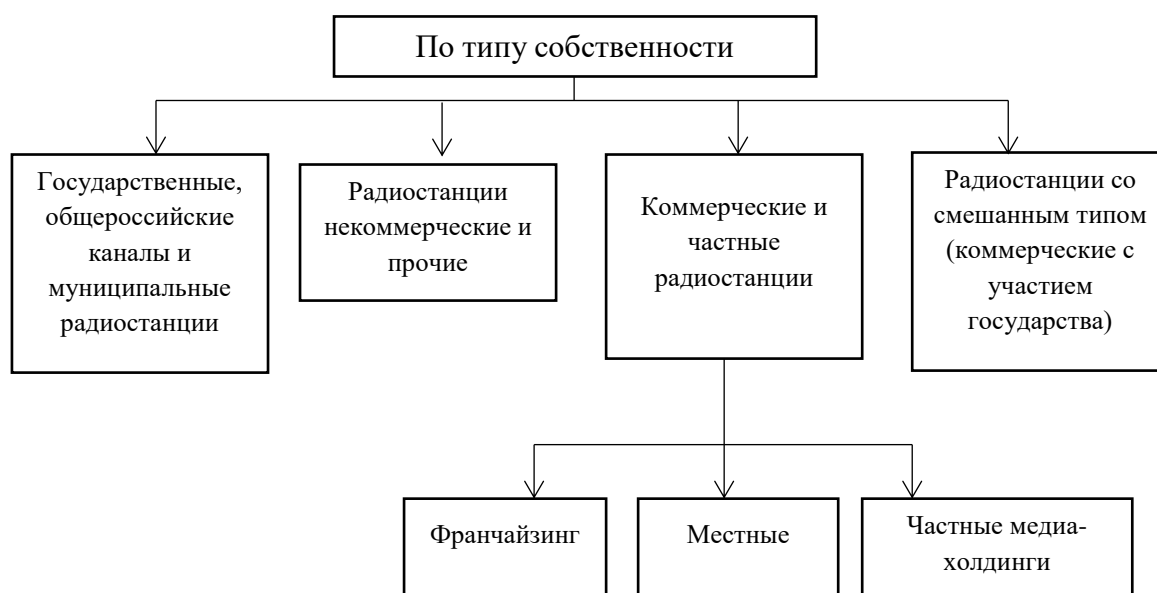 По типу собственности
Государственные,
общероссийские
каналы и
муниципальные
радиостанции
Радиостанции
некоммерческие и
прочие
Коммерческие и
частные
радиостанции
Радиостанции со
смешанным типом
(коммерческие с
участием
государства)
Франчайзинг
Местные
Частные медиа-
холдинги